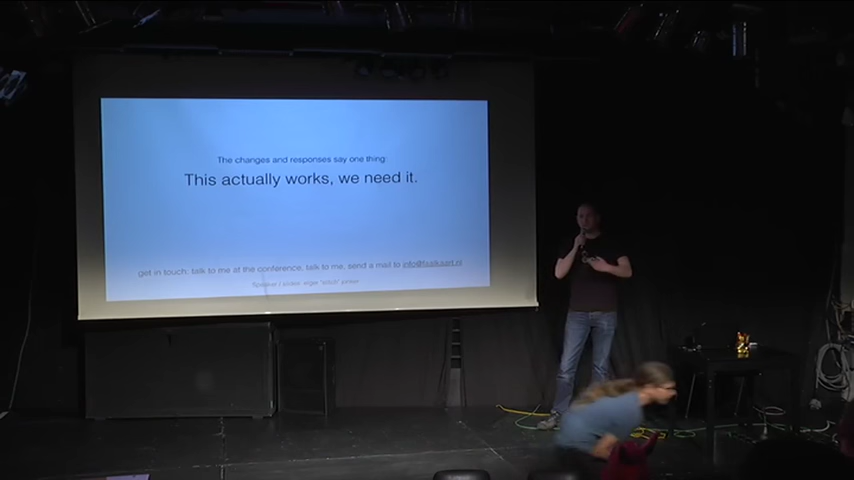 The changes and responses say one thing:
This actually works, we need it.
get in touch, talk to me at the conference, talk to me, send a mail to info@faalkaart.nl